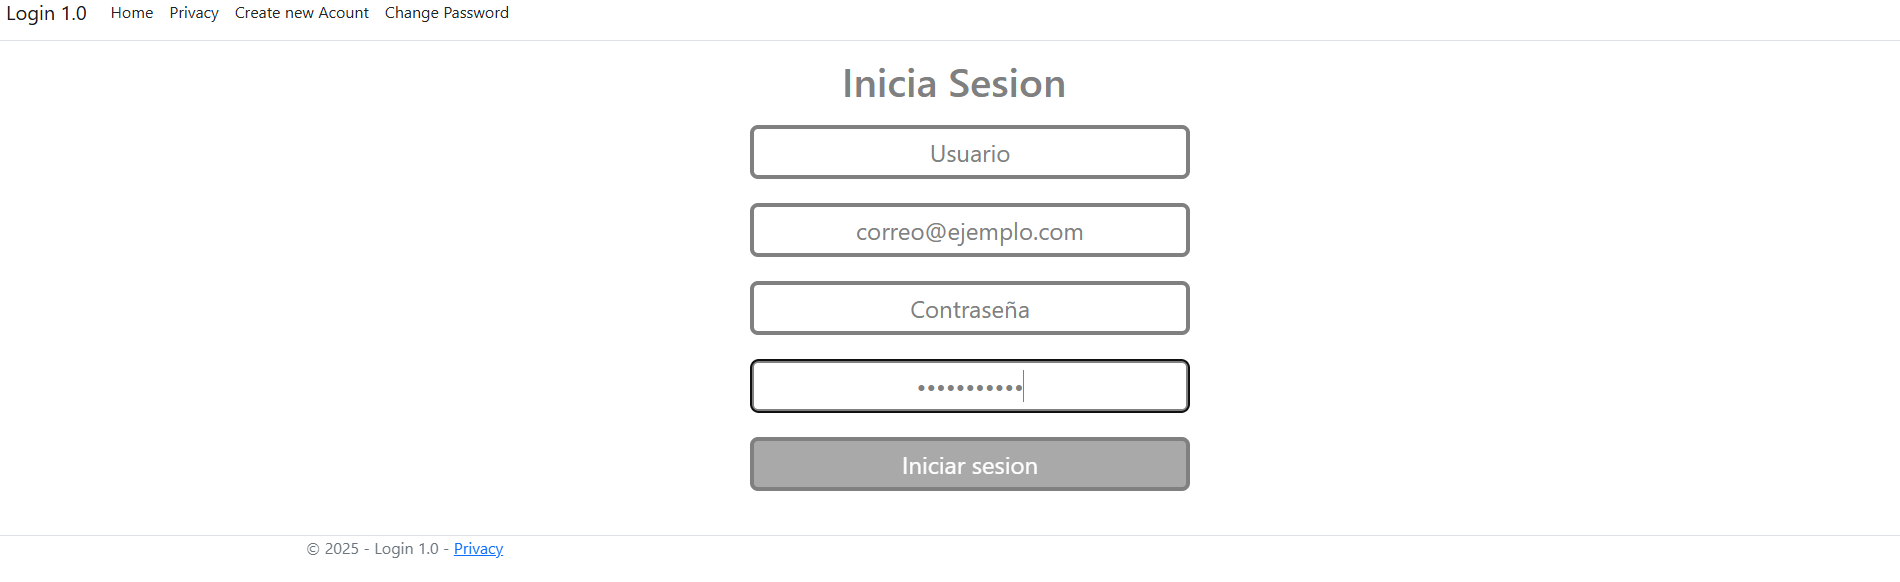 Login 1.0 Home Privacy Create new Acount Change Password
Inicia Sesion
Usuario
correo@ejemplo.com
Contraseña
•••••••••••
Iniciar sesion
© 2025 - Login 1.0 - Privacy